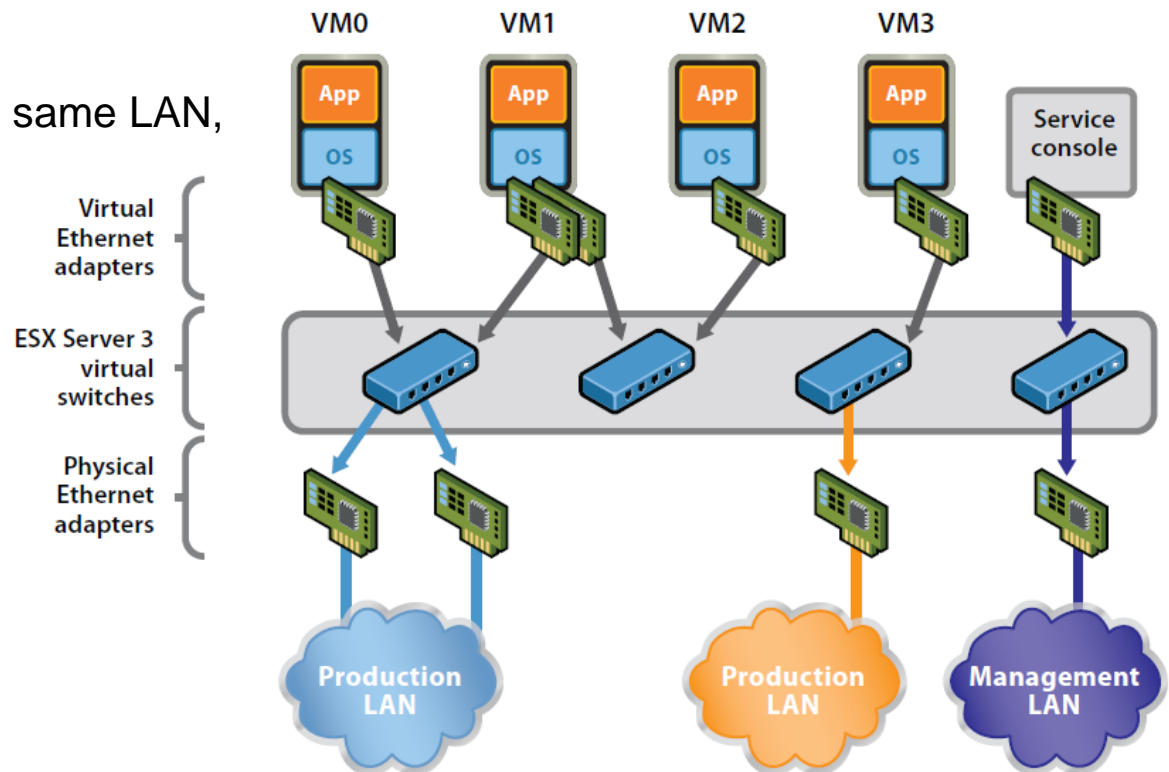 VM0
VM1
VM2
VM3
same LAN,
App
App
App
App
OS
OS
OS
OS
Service
console
Virtual
Ethernet
adapters
ESX Server 3
virtual
switches
Physical
Ethernet
adapters
Production
LAN
Production
LAN
Management
LAN